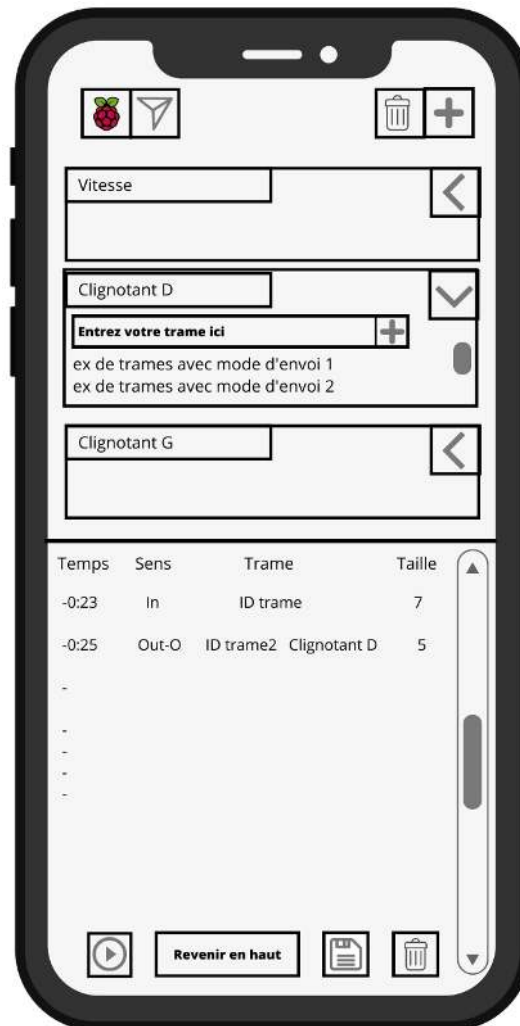 Vitesse
Clignotant D
Entrez votre trame ici
ex de trames avec mode d'envoi 1
ex de trames avec mode d'envoi 2
Clignotant G
Temps Sens Trame Taille
-0:23 In ID trame 7
-0:25 Out-O ID trame2 Clignotant D 5
-
-
-
-
-
Revenir en haut